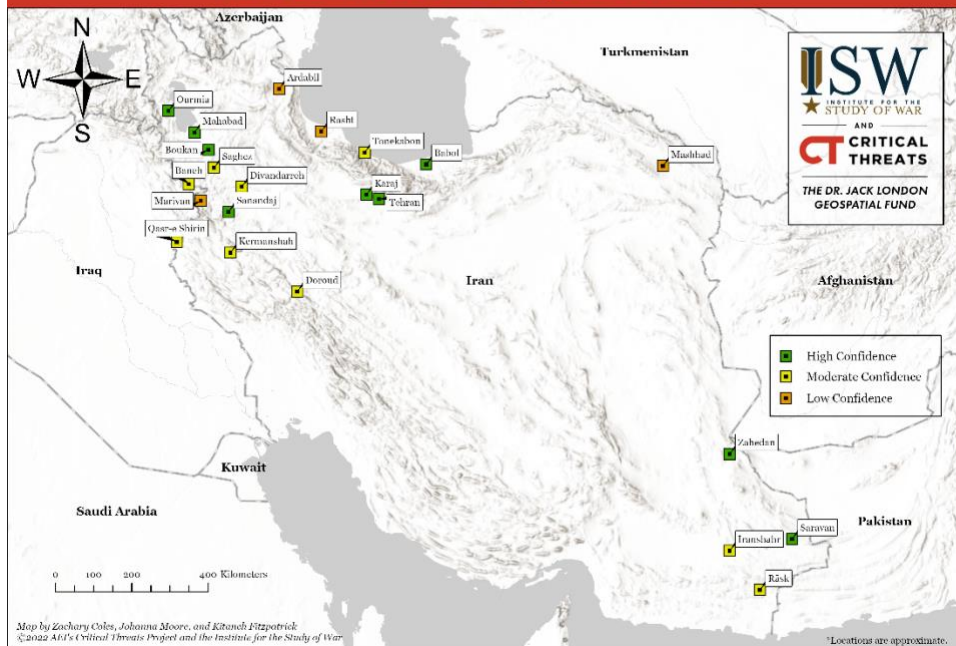 Azerbaijan
Turkmenistan
N
W E
S
ISW
INSTITUTE FOR THE
STUDY OF WAR
AND
CT CRITICAL
THREATS
THE DR. JACK LONDON
GEOSPATIAL FUND
Ardabil
Ourmia
Mahabad
Rasht
Boukan
Saghez
Tonekabon
Babol
Mashhad
Baneh
Divandarreh
Karaj
Tehran
Marivan
Sanandaj
Qasr-e Shirin
Kermanshah
Iraq
Iran
Afghanistan
Doroud
High Confidence
Moderate Confidence
Low Confidence
Zahedan
Kuwait
Saudi Arabia
Pakistan
Saravan
Iranshahr
Rāsk
0 100 200 400 Kilometers
Map by Zachary Coles, Johanna Moore, and Kitaneh Fitzpatrick
©2022 AEI's Critical Threats Project and the Institute for the Study of War
*Locations are approximate.